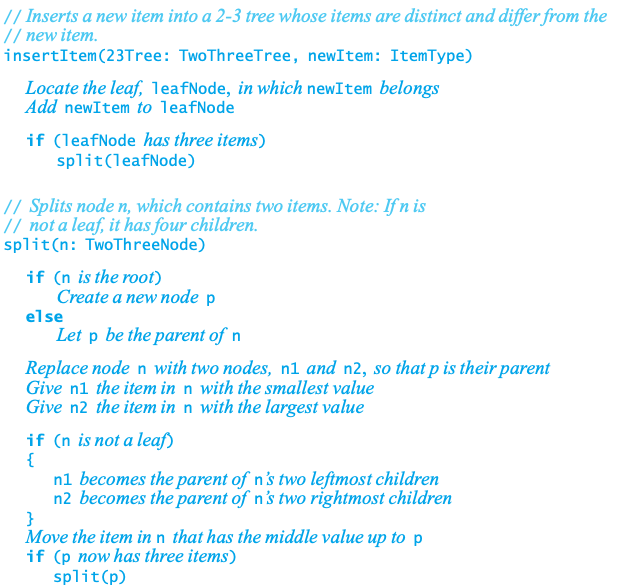 // Inserts a new item into a 2-3 tree whose items are distinct and differ from the
// new item.
insertItem(23Tree: TwoThreeTree, newItem: ItemType)
Locate the leaf, leafNode, in which newItem belongs
Add newItem to leafNode
if (leafNode has three items)
split(leafNode)
// Splits node n, which contains two items. Note: If n is
// not a leaf, it has four children.
split(n: TwoThreeNode)
if (n is the root)
Create a new node p
else
Let p be the parent of n
Replace node n with two nodes, n1 and n2, so that p is their parent
Give n1 the item in n with the smallest value
Give n2 the item in n with the largest value
if (n is not a leaf)
{
n1 becomes the parent of n’s two leftmost children
n2 becomes the parent of n’s two rightmost children
}
Move the item in n that has the middle value up to p
if (p now has three items)
split(p)